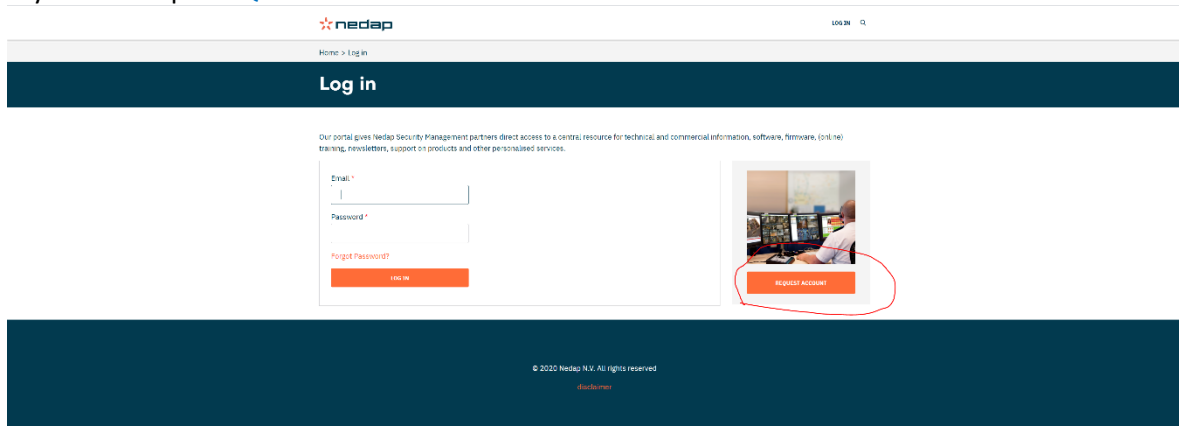 nedap
LOG IN
Home > Log in
Log in
Our portal gives Nedap Security Management partners direct access to a central resource for technical and commercial information, software, firmware, (online)
training, newsletters, support on products and other personalised services.
Email *
Password *
Forgot Password?
LOG IN
REQUEST ACCOUNT
© 2020 Nedap N.V. All rights reserved
disclaimer